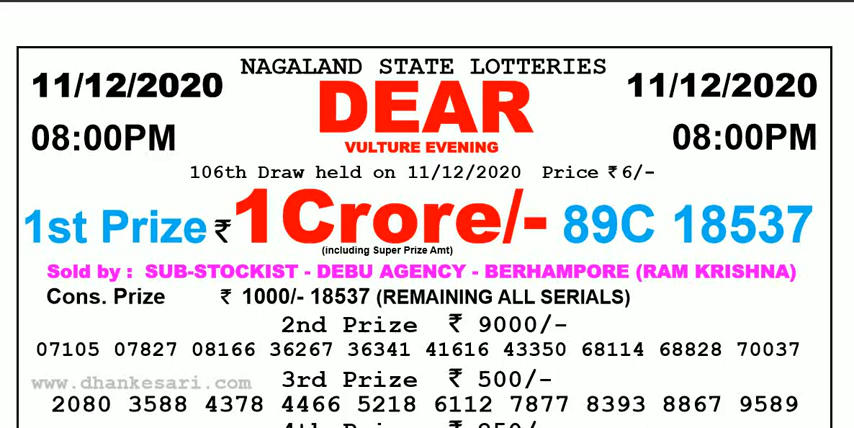 NAGALAND STATE LOTTERIES
11/12/2020 DEAR 11/12/2020
08:00PM VULTURE EVENING 08:00PM
106th Draw held on 11/12/2020 Price ₹ 6/-
1st Prize ₹ 1Crore/- 89C 18537
(including Super Prize Amt)
Sold by : SUB-STOCKIST - DEBU AGENCY - BERHAMPORE (RAM KRISHNA)
Cons. Prize ₹ 1000/- 18537 (REMAINING ALL SERIALS)
2nd Prize ₹ 9000/-
07105 07827 08166 36267 36341 41616 43350 68114 68828 70037
www.dhankesari.com 3rd Prize ₹ 500/-
2080 3588 4378 4466 5218 6112 7877 8393 8867 9589
4th Prize ₹ 250/-